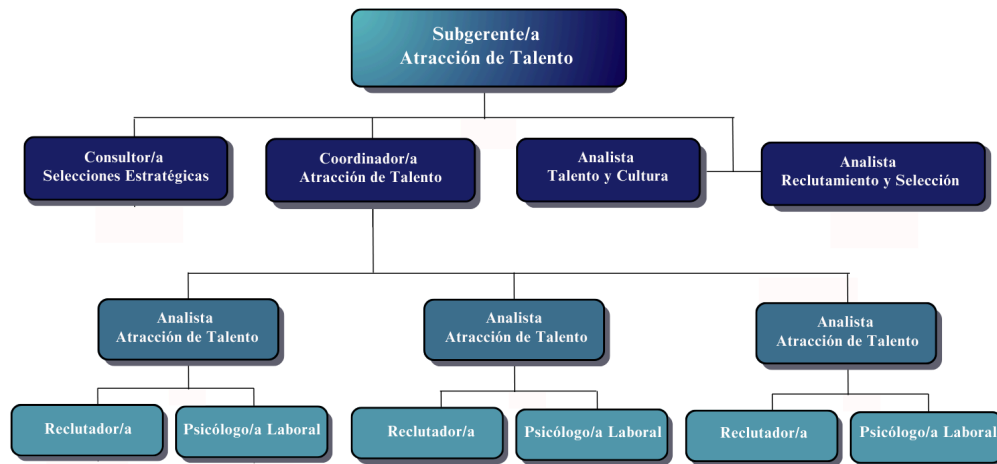 Subgerente/a
Atracción de Talento
Consultor/a
Selecciones Estratégicas
Coordinador/a
Atracción de Talento
Analista
Talento y Cultura
Analista
Reclutamiento y Selección
Analista
Atracción de Talento
Analista
Atracción de Talento
Analista
Atracción de Talento
Reclutador/a
Psicólogo/a Laboral
Reclutador/a
Psicólogo/a Laboral
Reclutador/a
Psicólogo/a Laboral